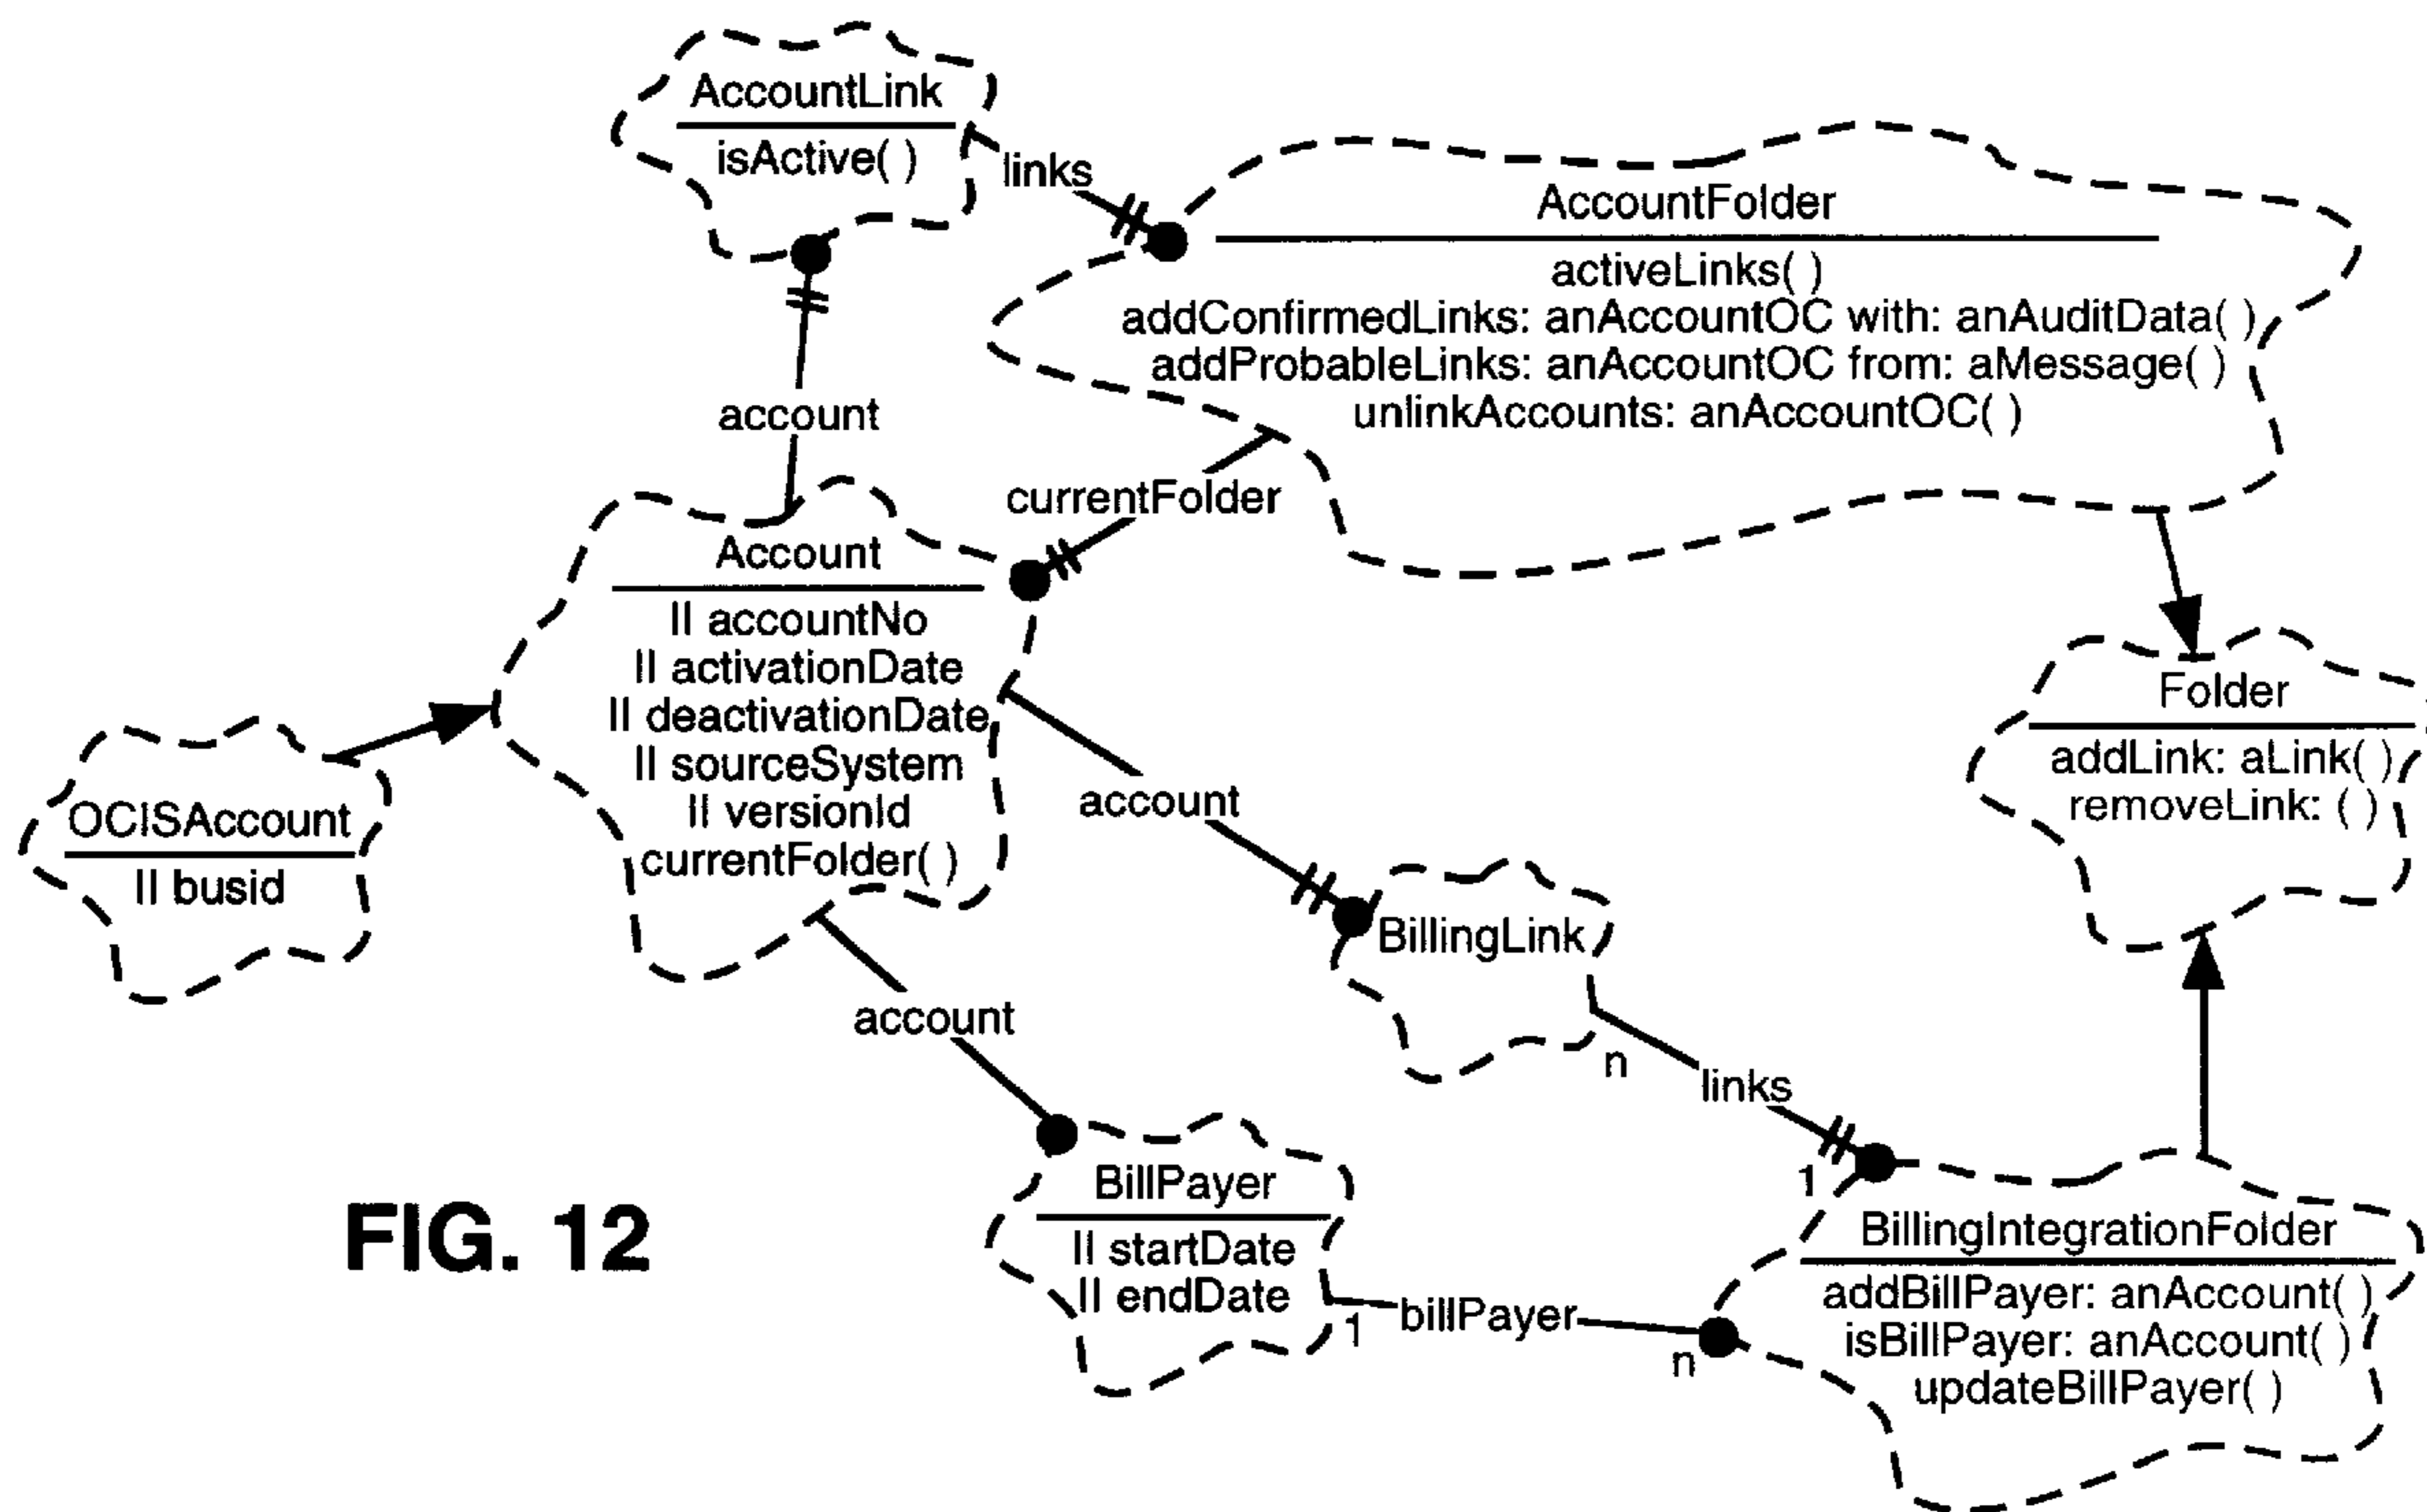 AccountLink
isActive( )
links
AccountFolder
activeLinks( )
addConfirmedLinks: anAccountOC with: anAuditData( )
addProbableLinks: anAccountOC from: aMessage( )
unlinkAccounts: anAccountOC( )
account
currentFolder
Account
II accountNo
II activationDate
II deactivationDate
II sourceSystem
II versionId
currentFolder( )
Folder
addLink: aLink( )
removeLink: ( )
OCISAccount
II busid
account
BillingLink
n
links
1
account
BillPayer
II startDate
II endDate
1
billPayer
n
BillingIntegrationFolder
addBillPayer: anAccount( )
isBillPayer: anAccount( )
updateBillPayer( )
FIG. 12